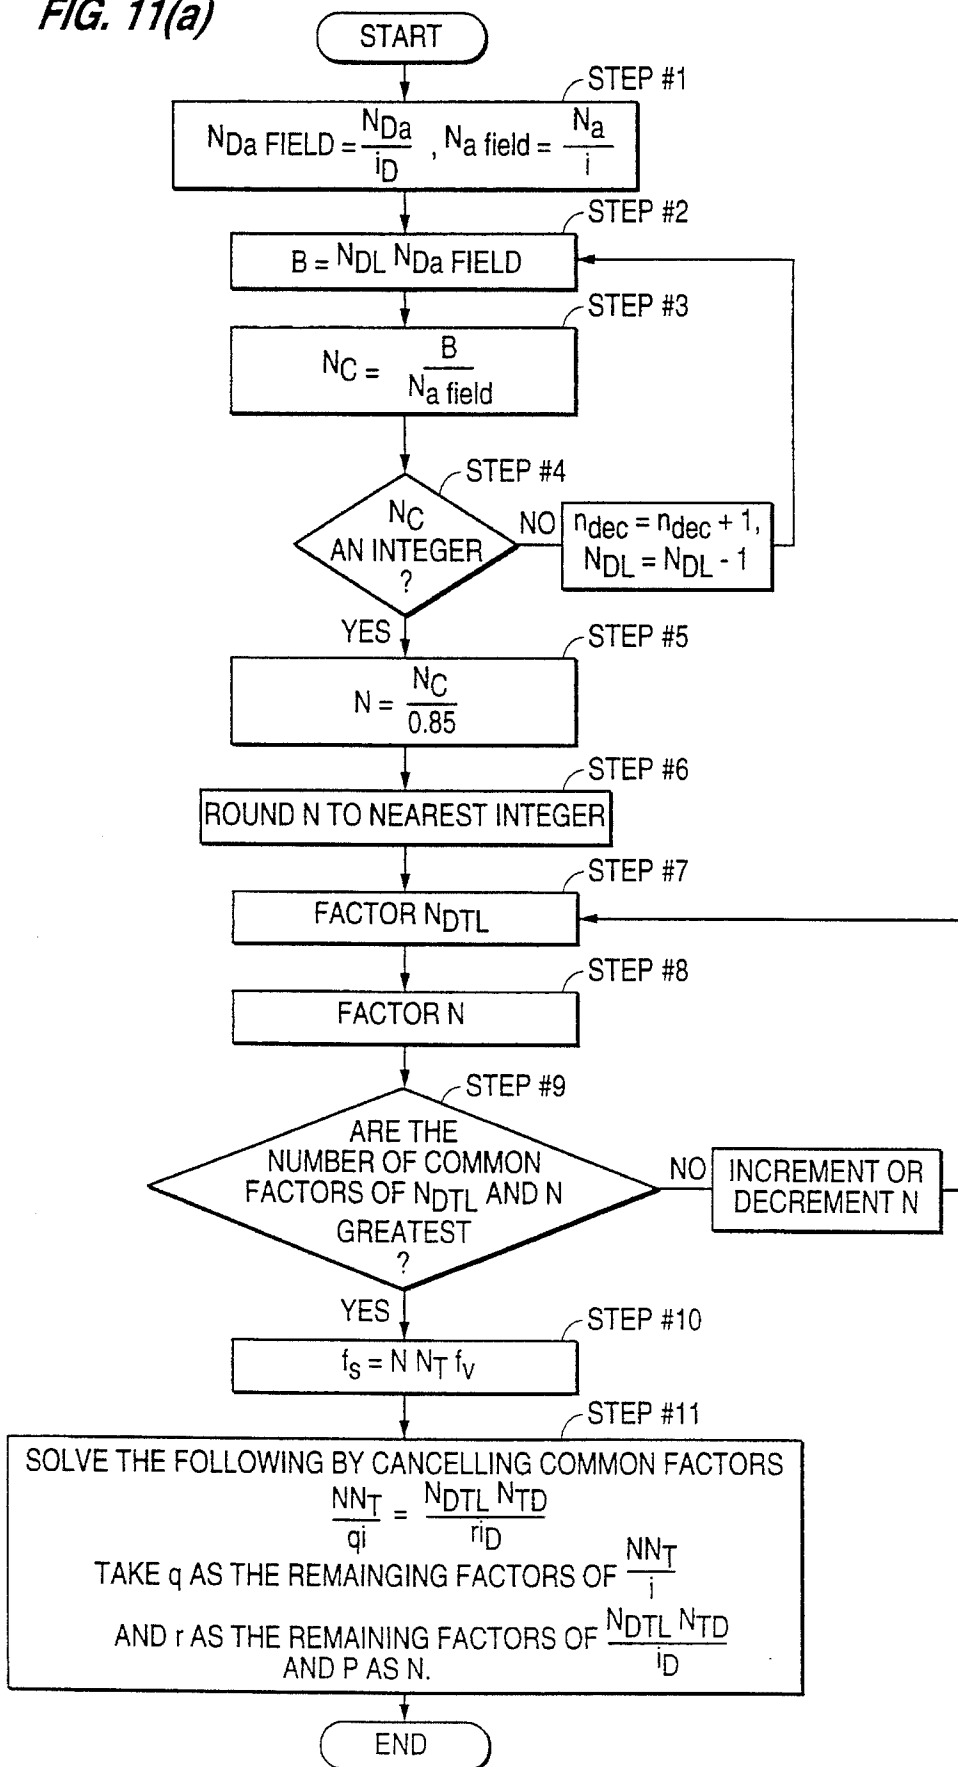 FIG. 11(a)
START
STEP #1
NDa FIELD = NDa / iD , Na field = Na / i
STEP #2
B = NDL NDa FIELD
STEP #3
NC = B / Na field
STEP #4
NC
AN INTEGER
?
NO
ndec = ndec + 1,
NDL = NDL - 1
YES
STEP #5
N = NC / 0.85
STEP #6
ROUND N TO NEAREST INTEGER
STEP #7
FACTOR NDTL
STEP #8
FACTOR N
STEP #9
ARE THE
NUMBER OF COMMON
FACTORS OF NDTL AND N
GREATEST
?
NO
INCREMENT OR
DECREMENT N
YES
STEP #10
fs = N NT fv
STEP #11
SOLVE THE FOLLOWING BY CANCELLING COMMON FACTORS
NNT / qi = NDTL NTD / riD
TAKE q AS THE REMAINGING FACTORS OF NNT / i
AND r AS THE REMAINING FACTORS OF NDTL NTD / iD
AND P AS N.
END